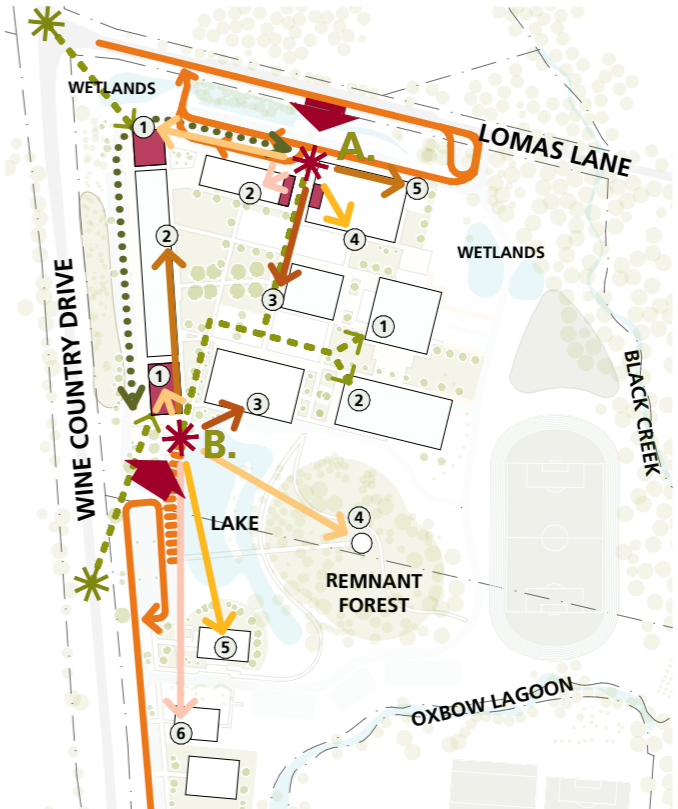 WETLANDS
1
LOMAS LANE
A.
2
5
4
2
WETLANDS
3
1
WINE COUNTRY DRIVE
BLACK CREEK
1
3
2
B.
4
LAKE
REMNANT
FOREST
5
OXBOW LAGOON
6